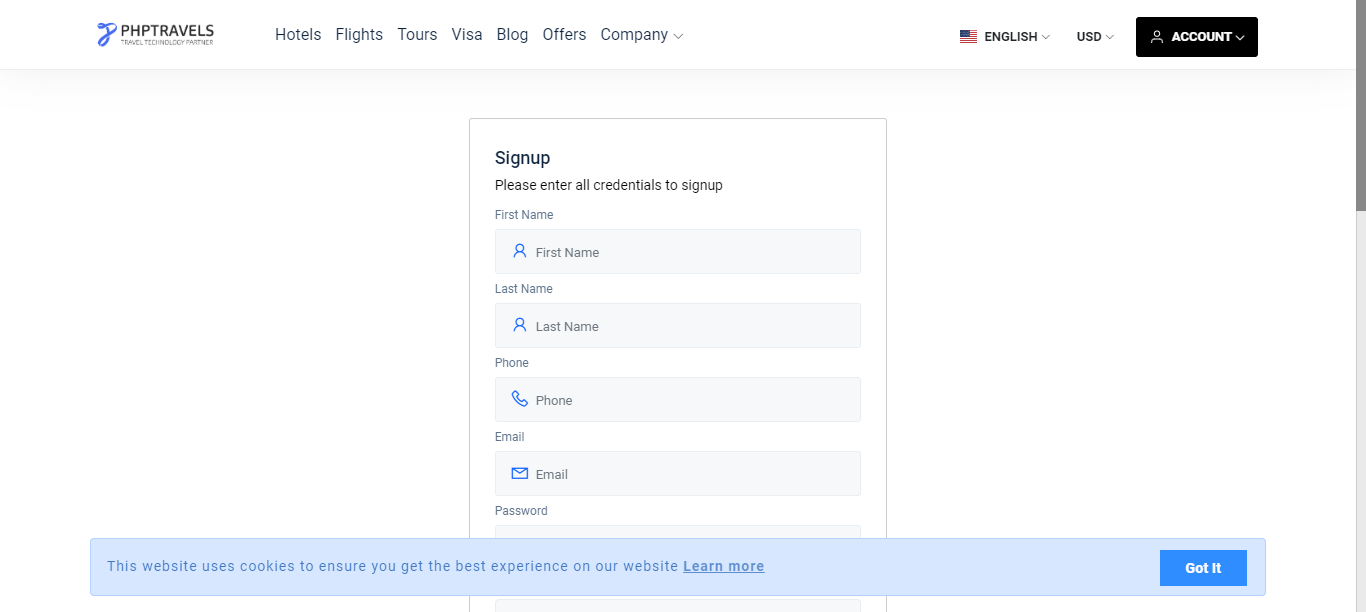 PHPTRAVELS
TRAVEL TECHNOLOGY PARTNER
Hotels Flights Tours Visa Blog Offers Company
ENGLISH USD ACCOUNT
Signup
Please enter all credentials to signup
First Name
First Name
Last Name
Last Name
Phone
Phone
Email
Email
Password
This website uses cookies to ensure you get the best experience on our website Learn more
Got It